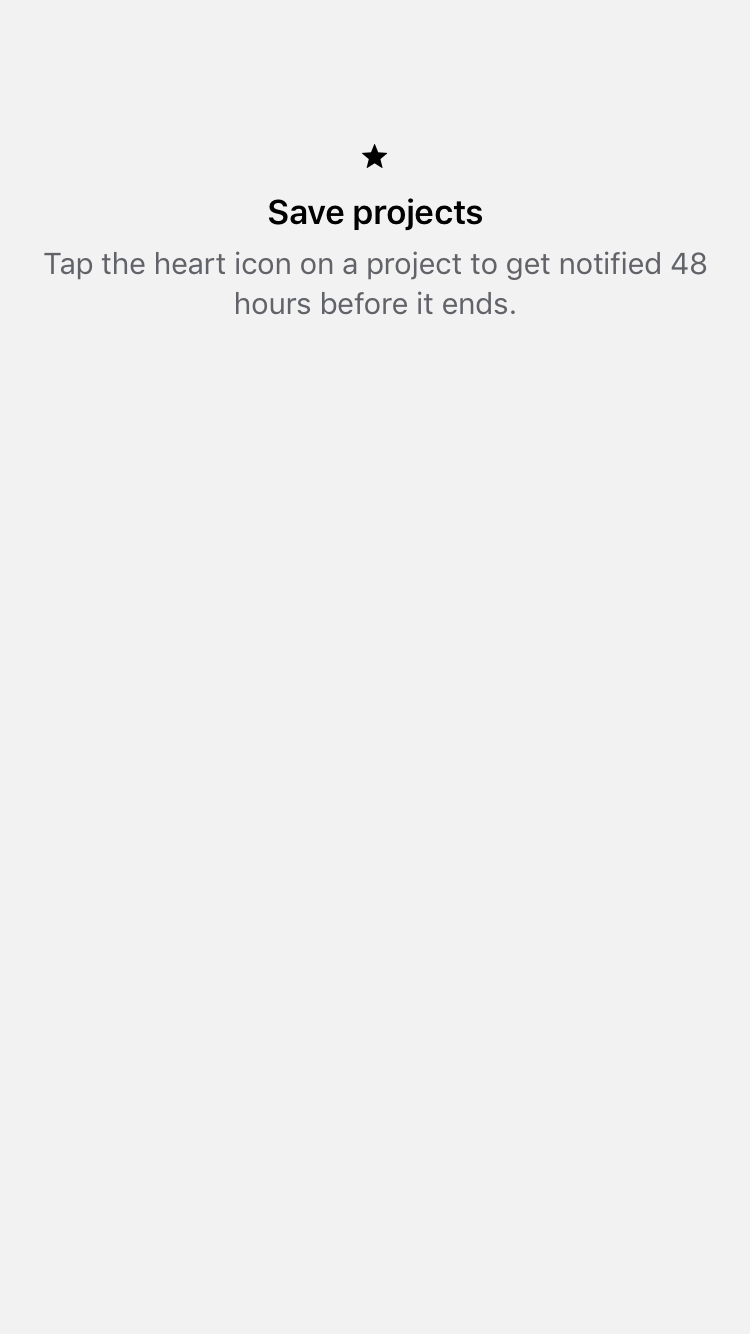 Save projects
Tap the heart icon on a project to get notified 48
hours before it ends.